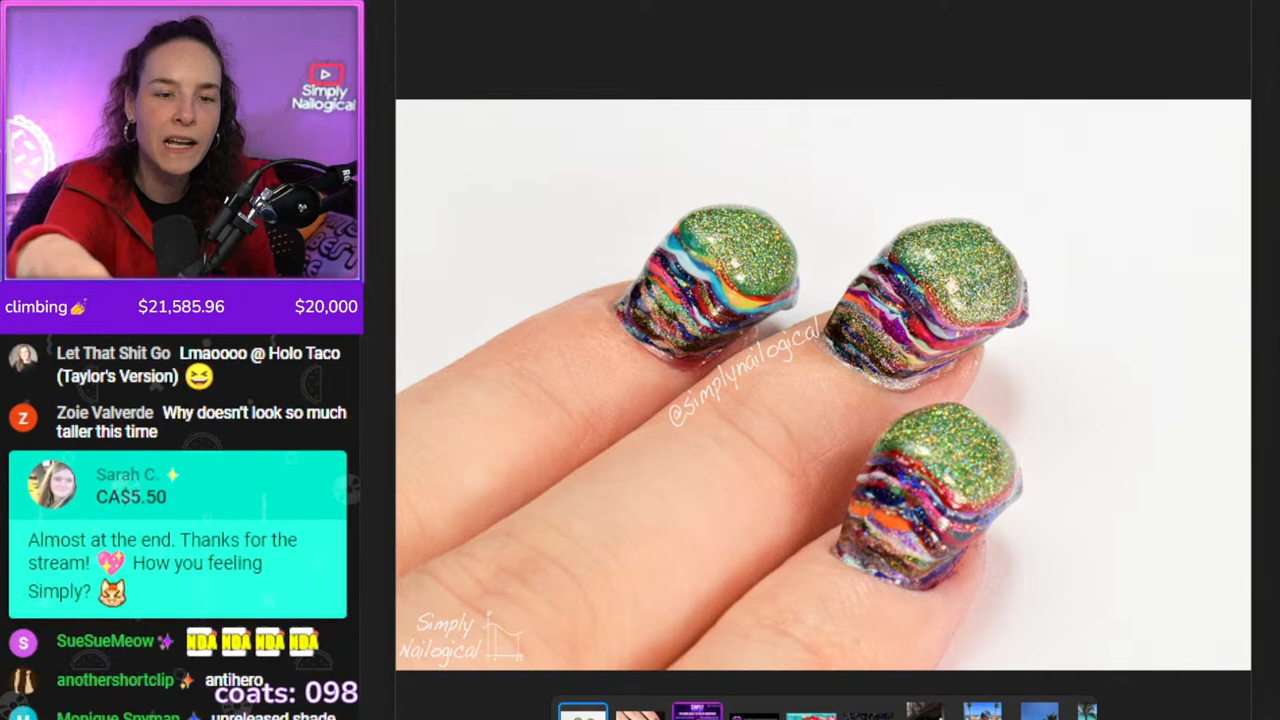 Simply
Nailogical
climbing💅 $21,585.96 $20,000
Let That Shit Go Lmaoooo @ Holo Taco
(Taylor's Version) 😆
Z Zoie Valverde Why doesn't look so much
taller this time
Sarah C. ✨
CA$5.50
Almost at the end. Thanks for the
stream! 💖 How you feeling
Simply?
S SueSueMeow NDA NDA NDA NDA
anothershortclip antihero
coats: 098
M Monique Snyman unreleased shade
@simplynailogical
Simply
Nailogical